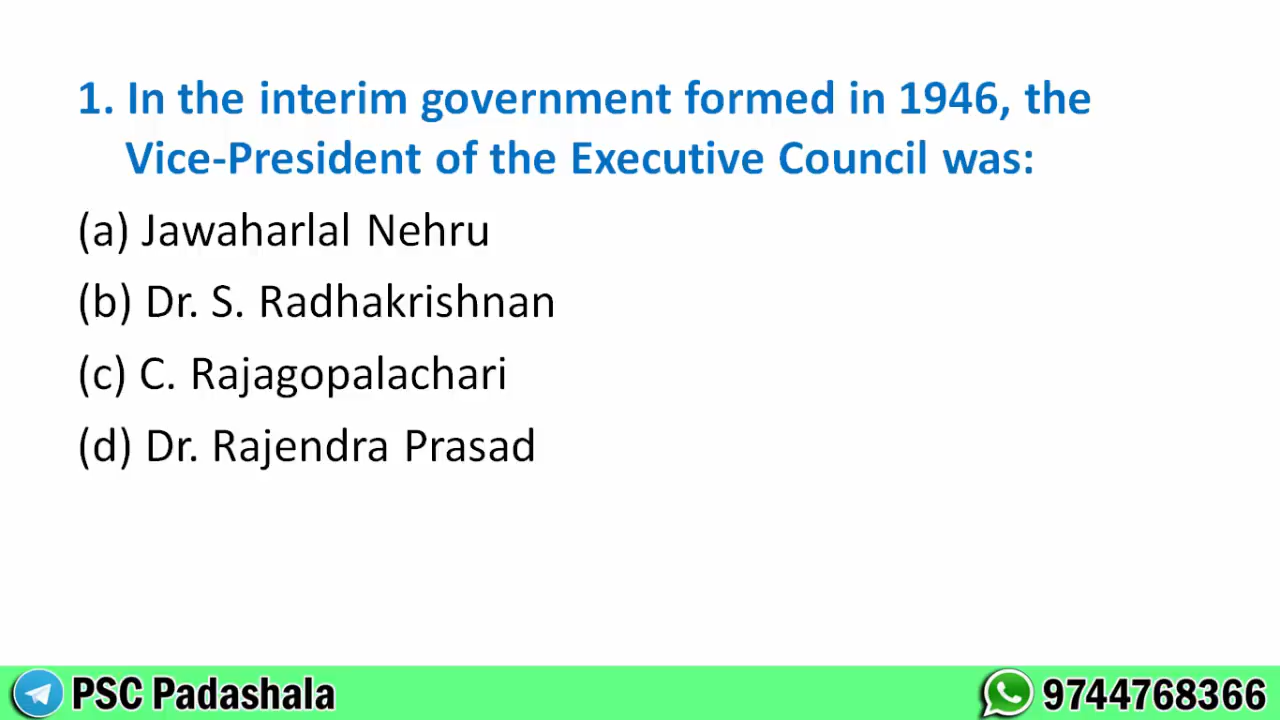 1. In the interim government formed in 1946, the
Vice-President of the Executive Council was:
(a) Jawaharlal Nehru
(b) Dr. S. Radhakrishnan
(c) C. Rajagopalachari
(d) Dr. Rajendra Prasad
PSC Padashala
9744768366